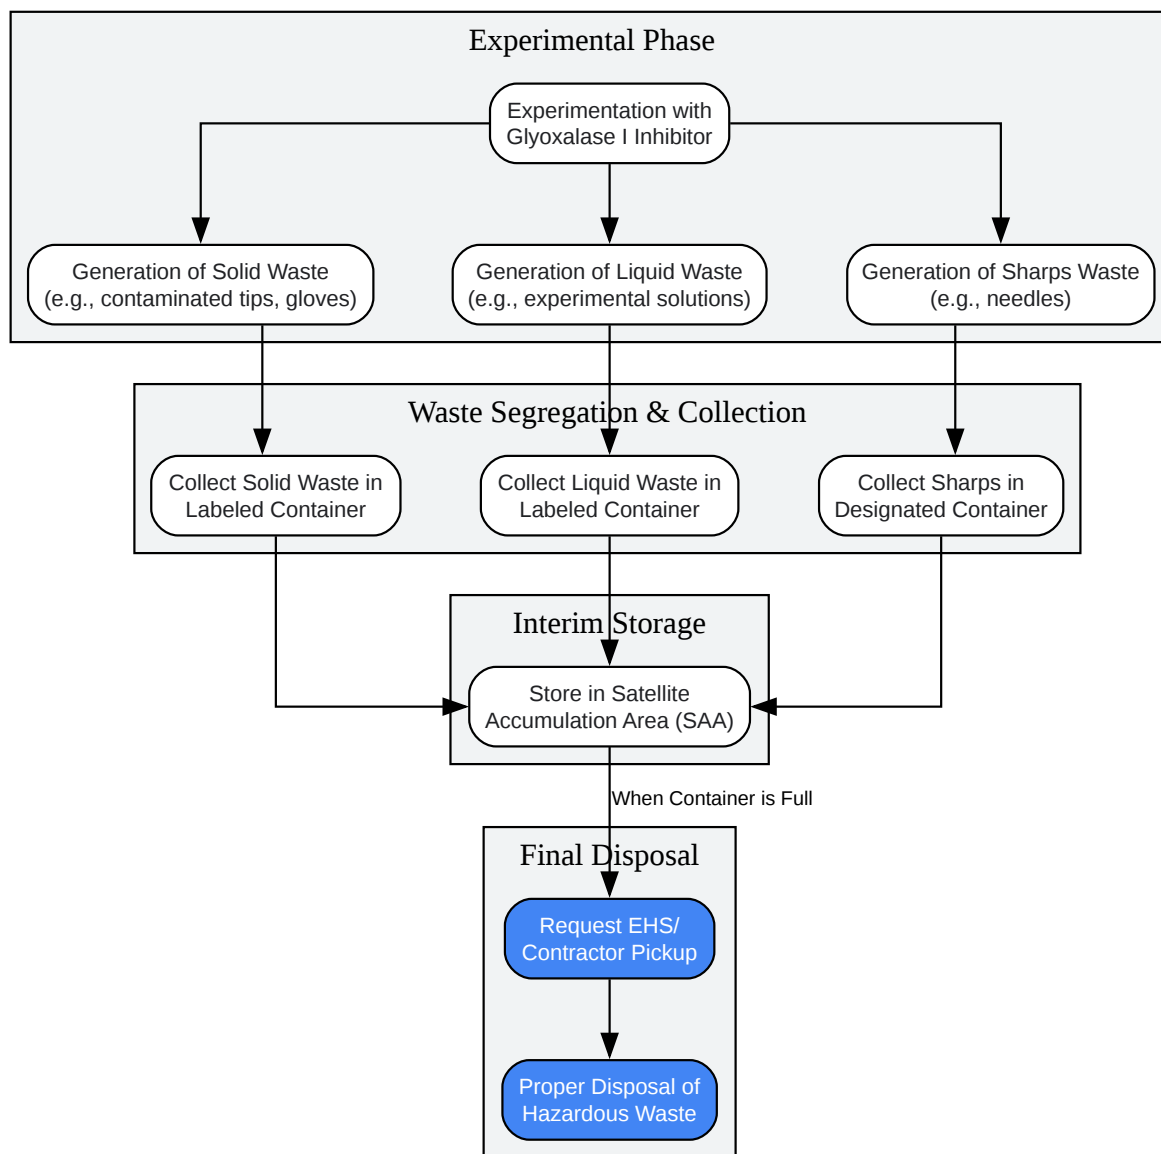 Experimental Phase
Experimentation with
Glyoxalase I Inhibitor
Generation of Solid Waste
(e.g., contaminated tips, gloves)
Generation of Liquid Waste
(e.g., experimental solutions)
Generation of Sharps Waste
(e.g., needles)
Waste Segregation & Collection
Collect Solid Waste in
Labeled Container
Collect Liquid Waste in
Labeled Container
Collect Sharps in
Designated Container
Interim Storage
Store in Satellite
Accumulation Area (SAA)
When Container is Full
Final Disposal
Request EHS/
Contractor Pickup
Proper Disposal of
Hazardous Waste